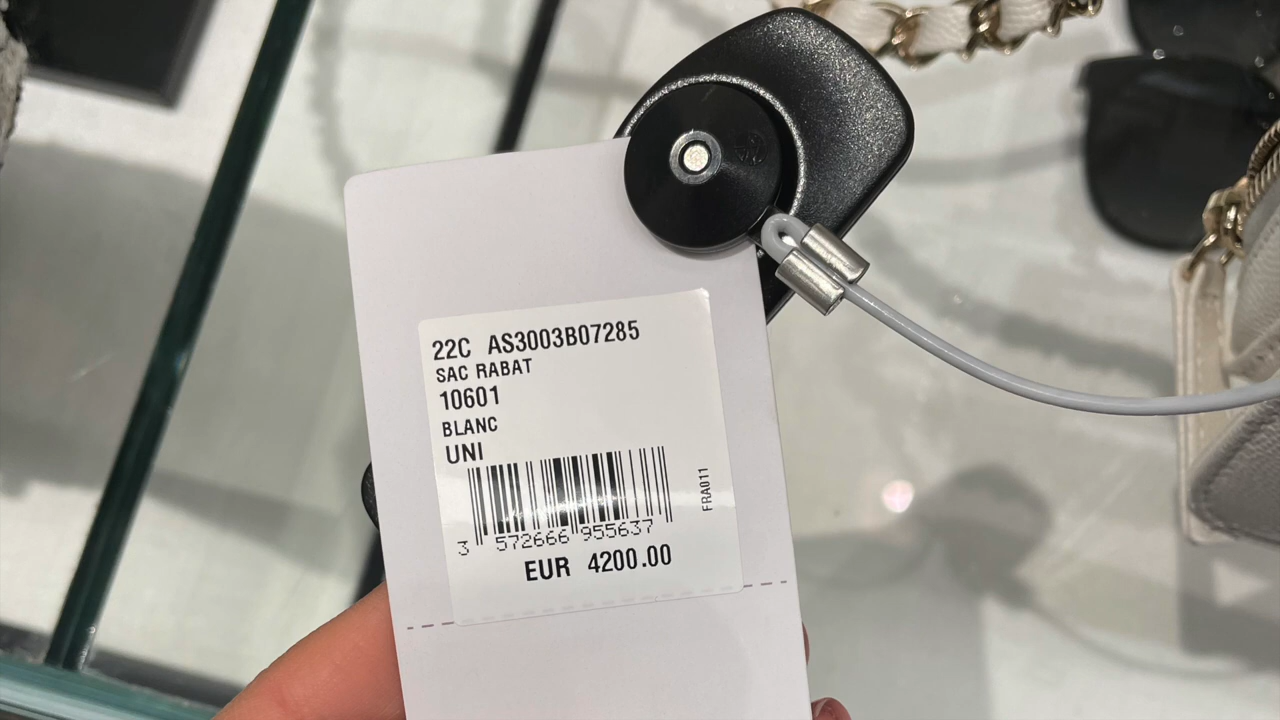 22C AS3003B07285
SAC RABAT
10601
BLANC
UNI
FRA011
3 572666 955637
EUR 4200.00